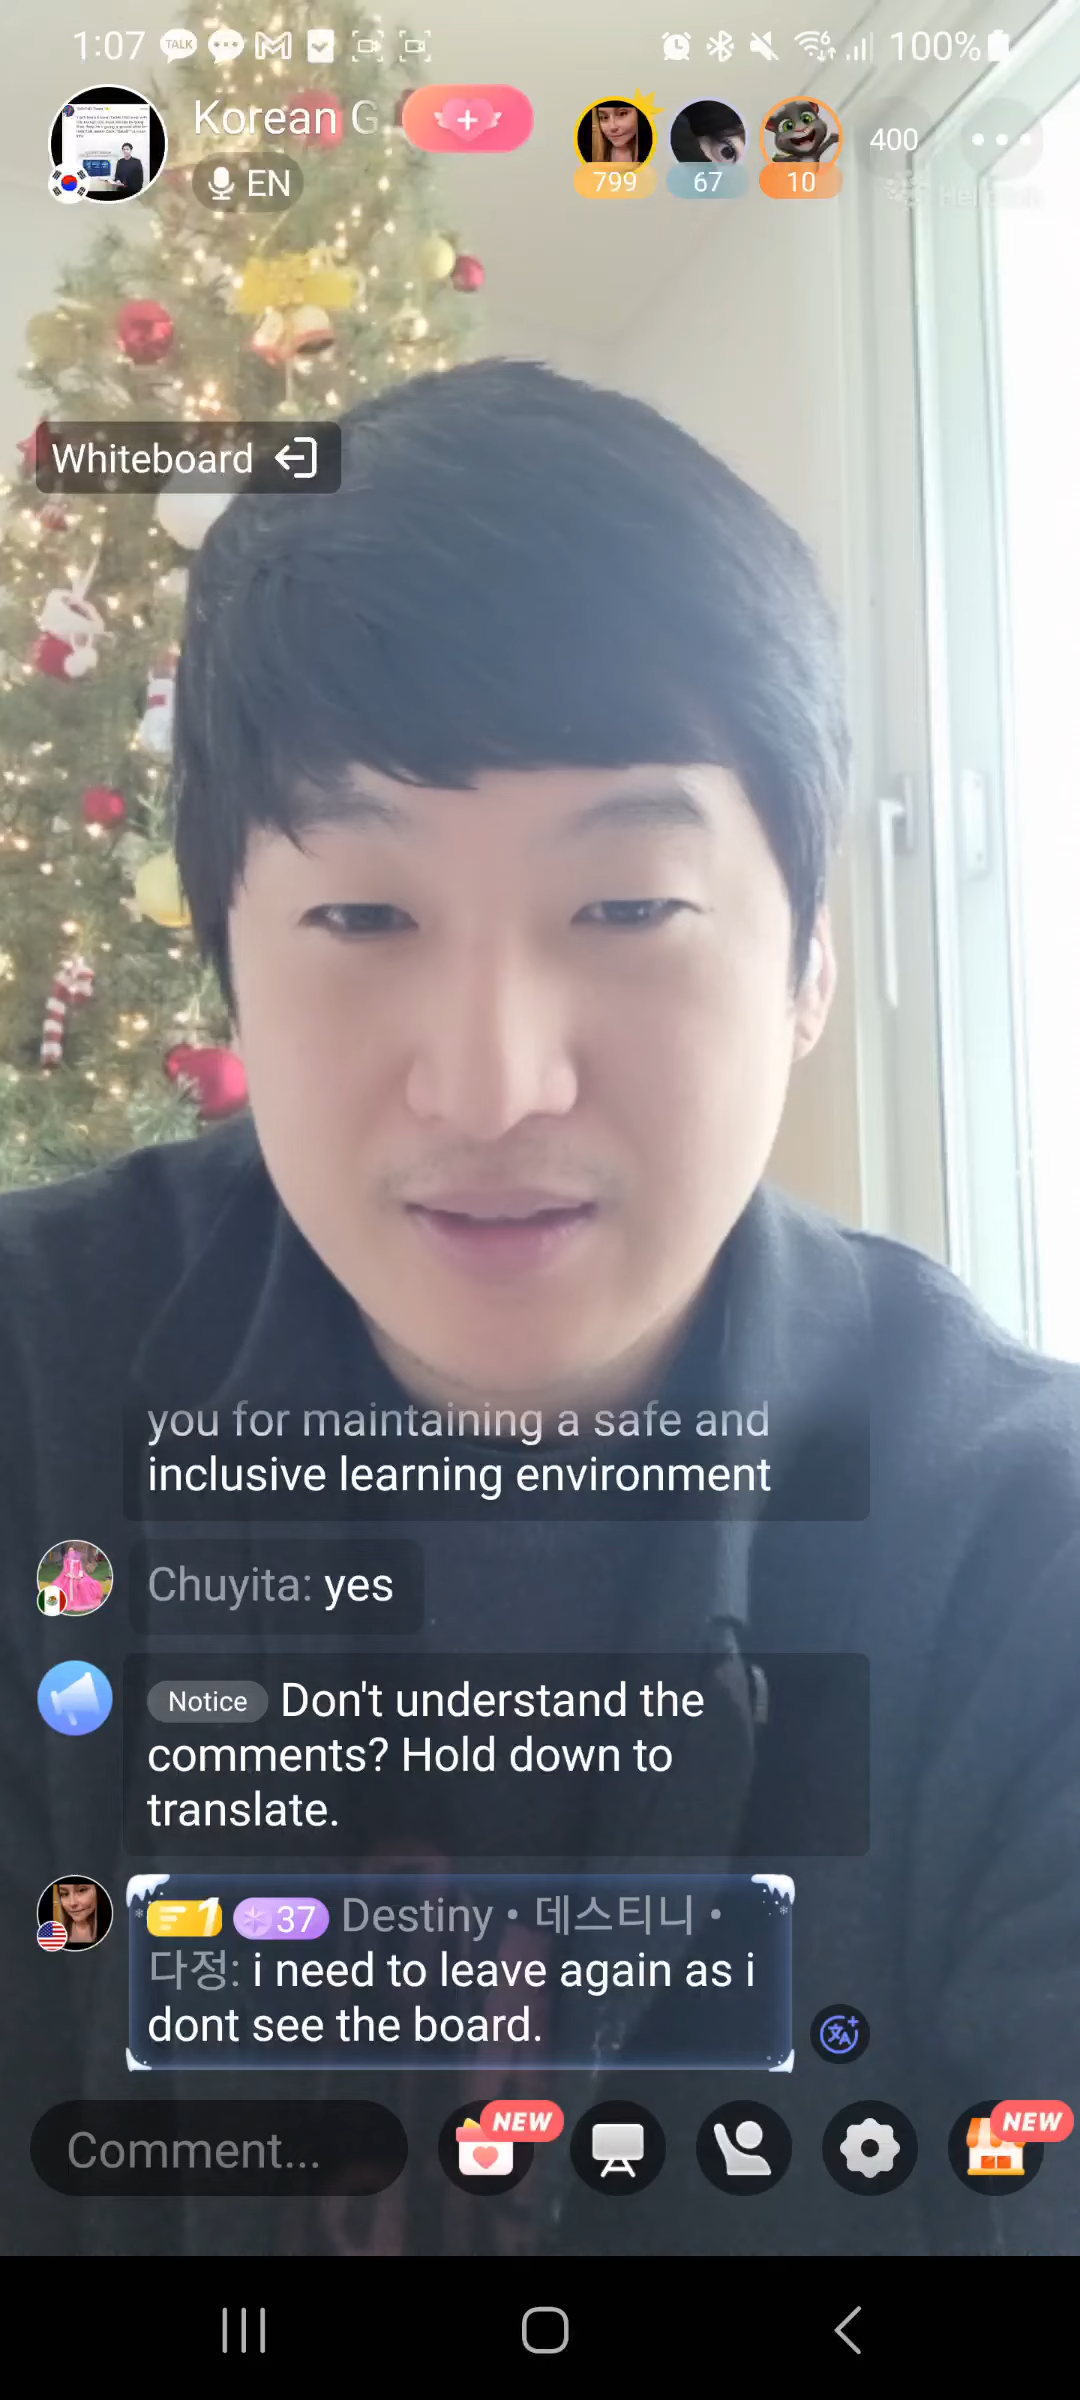 1:07
TALK
100%
Korean G
EN
799
67
10
400
Whiteboard
you for maintaining a safe and
inclusive learning environment
Chuyita: yes
Notice Don't understand the
comments? Hold down to
translate.
1 37 Destiny • 데스티니 •
다정: i need to leave again as i
dont see the board.
Comment...
NEW
NEW